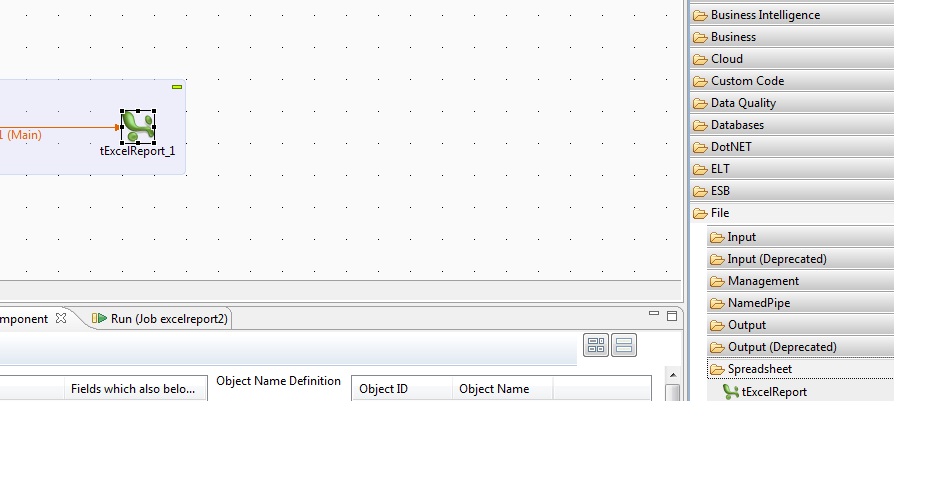 Business Intelligence
Business
Cloud
Custom Code
Data Quality
Databases
DotNET
ELT
ESB
File
Input
Input (Deprecated)
Management
NamedPipe
Output
Output (Deprecated)
Spreadsheet
tExcelReport
1 (Main)
tExcelReport_1
mponent
Run (Job excelreport2)
Fields which also belo...
Object Name Definition
Object ID
Object Name